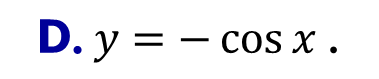 D. y = − cos x .